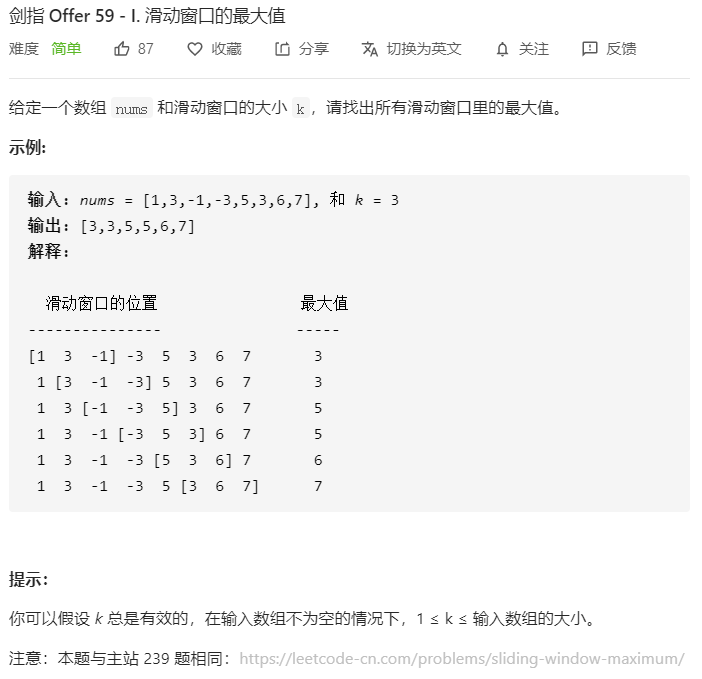 剑指 Offer 59 - I. 滑动窗口的最大值
难度 简单 87 收藏 分享 切换为英文 关注 反馈
给定一个数组 nums 和滑动窗口的大小 k，请找出所有滑动窗口里的最大值。
示例:
输入: nums = [1,3,-1,-3,5,3,6,7], 和 k = 3
输出: [3,3,5,5,6,7]
解释:
滑动窗口的位置 最大值
--------------- -----
[1 3 -1] -3 5 3 6 7 3
1 [3 -1 -3] 5 3 6 7 3
1 3 [-1 -3 5] 3 6 7 5
1 3 -1 [-3 5 3] 6 7 5
1 3 -1 -3 [5 3 6] 7 6
1 3 -1 -3 5 [3 6 7] 7
提示：
你可以假设 k 总是有效的，在输入数组不为空的情况下，1 ≤ k ≤ 输入数组的大小。
注意：本题与主站 239 题相同：https://leetcode-cn.com/problems/sliding-window-maximum/